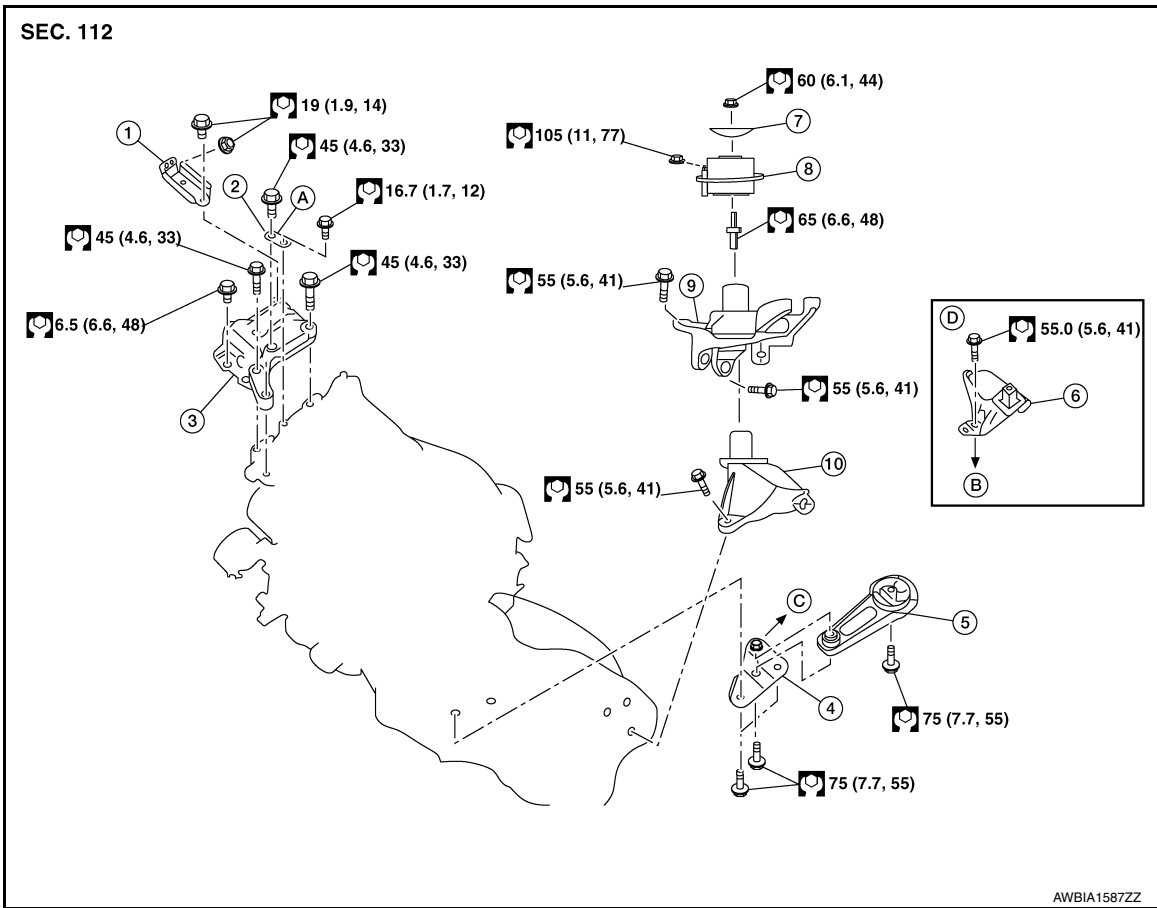 SEC. 112
60 (6.1, 44)
19 (1.9, 14)
7
1
105 (11, 77)
45 (4.6, 33)
8
2
A
16.7 (1.7, 12)
65 (6.6, 48)
45 (4.6, 33)
45 (4.6, 33)
55 (5.6, 41)
9
D
6.5 (6.6, 48)
55.0 (5.6, 41)
55 (5.6, 41)
6
3
10
55 (5.6, 41)
B
C
5
4
75 (7.7, 55)
75 (7.7, 55)
AWBIA1587ZZ